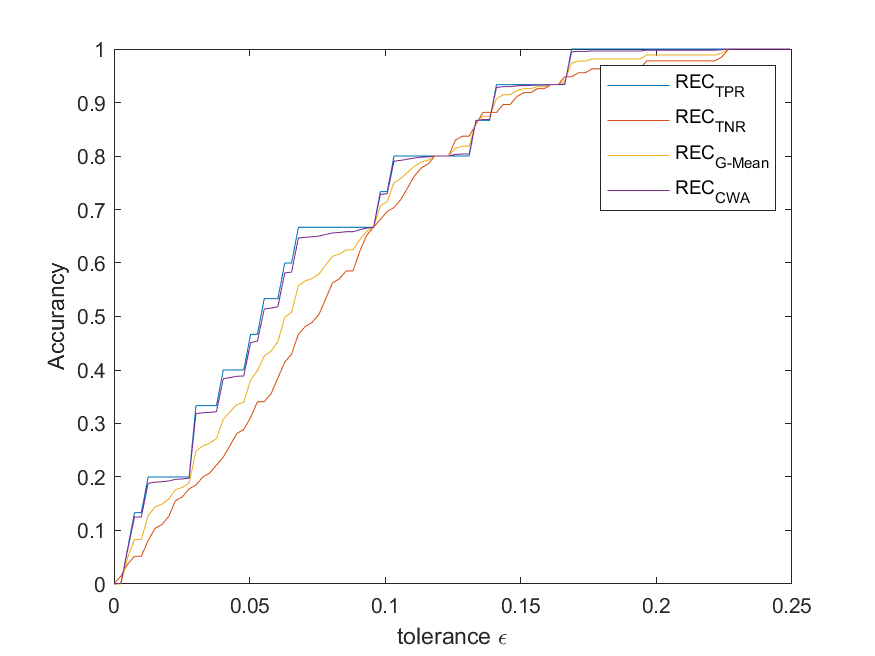 1
0.9
0.8
0.7
0.6
0.5
0.4
0.3
0.2
0.1
0
Accurancy
0 0.05 0.1 0.15 0.2 0.25
tolerance ϵ
REC_TPR
REC_TNR
REC_G-Mean
REC_CWA